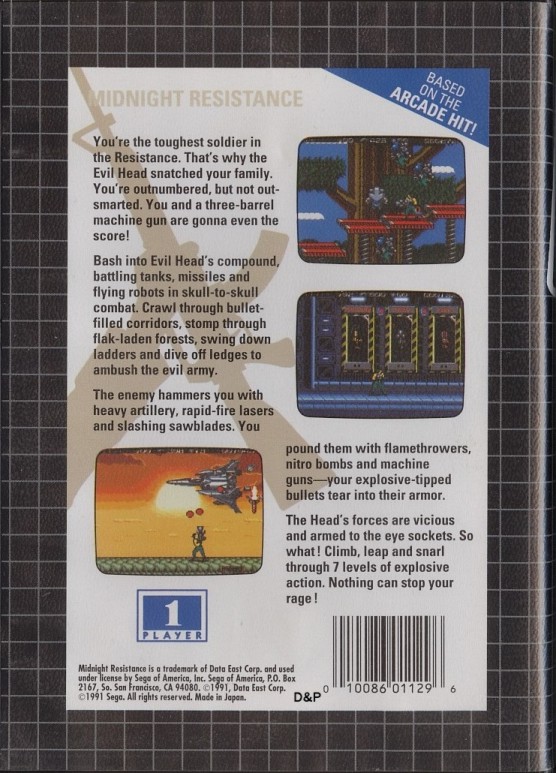 BASED
ON THE
ARCADE HIT!
MIDNIGHT RESISTANCE
You're the toughest soldier in
the Resistance. That's why the
Evil Head snatched your family.
You're outnumbered, but not out-
smarted. You and a three-barrel
machine gun are gonna even the
score!
Bash into Evil Head's compound,
battling tanks, missiles and
flying robots in skull-to-skull
combat. Crawl through bullet-
filled corridors, stomp through
flak-laden forests, swing down
ladders and dive off ledges to
ambush the evil army.
The enemy hammers you with
heavy artillery, rapid-fire lasers
and slashing sawblades. You
pound them with flamethrowers,
nitro bombs and machine
guns—your explosive-tipped
bullets tear into their armor.
The Head's forces are vicious
and armed to the eye sockets. So
what! Climb, leap and snarl
through 7 levels of explosive
action. Nothing can stop your
rage!
1
PLAYER
Midnight Resistance is a trademark of Data East Corp. and used
under license by Sega of America, Inc. Sega of America, P.O. Box
2167, So. San Francisco, CA 94080. ©1991, Data East Corp.
©1991 Sega. All rights reserved. Made in Japan.
D&P
0 10086 01129 6